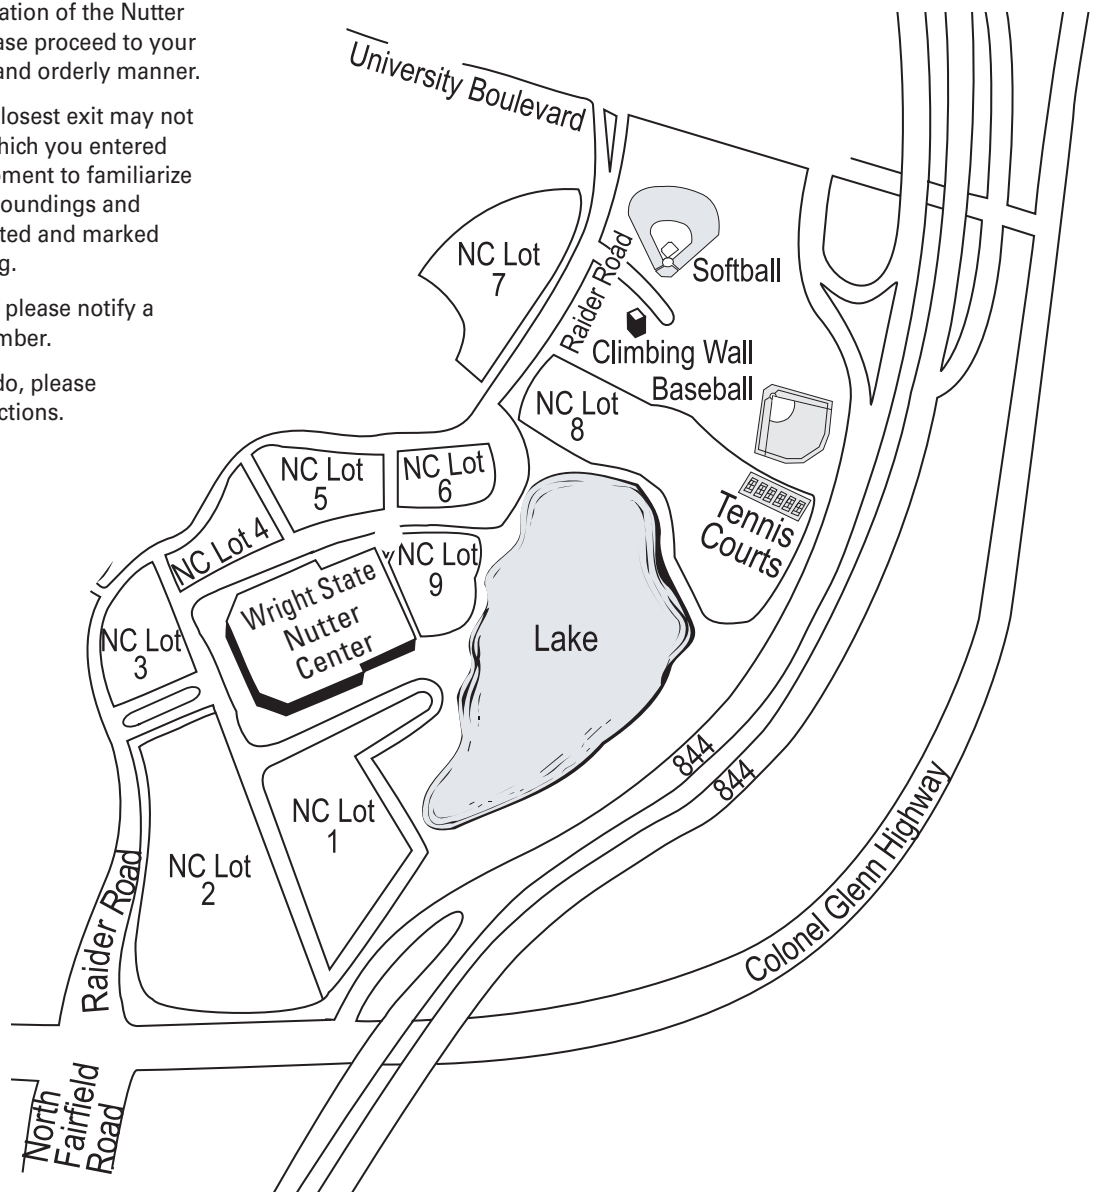 ation of the Nutter
ase proceed to your
and orderly manner.
losest exit may not
hich you entered
ment to familiarize
roundings and
ted and marked
g.
please notify a
mber.
do, please
ctions.
University Boulevard
NC Lot
7
Raider Road
Softball
Climbing Wall
Baseball
NC Lot
8
NC Lot
5
NC Lot
6
Tennis
Courts
NC Lot 4
NC Lot
9
Wright State
Nutter
Center
NC Lot
3
Lake
844
844
NC Lot
1
NC Lot
2
Raider Road
Colonel Glenn Highway
North
Fairfield
Road